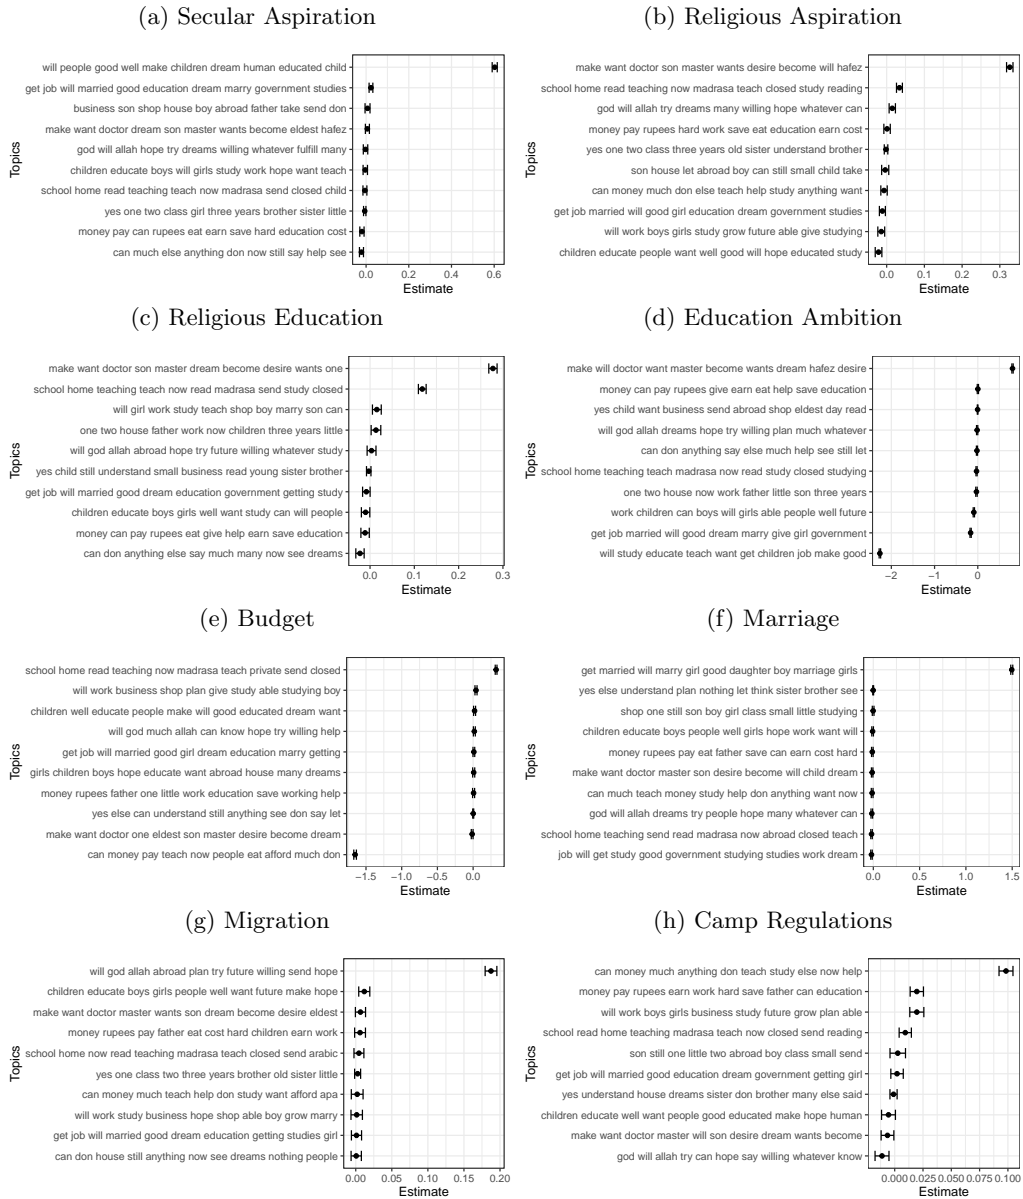 (a) Secular Aspiration
Topics
will people good well make children dream human educated child
get job will married good education dream marry government studies
business son shop house boy abroad father take send don
make want doctor dream son master wants become eldest hafez
god will allah hope try dreams willing whatever fulfill many
children educate boys will girls study work hope want teach
school home read teaching teach now madrasa send closed child
yes one two class girl three years brother sister little
money pay can rupees eat earn save hard education cost
can much else anything don now still say help see
0.0 0.2 0.4 0.6
Estimate
(b) Religious Aspiration
Topics
make want doctor son master wants desire become will hafez
school home read teaching now madrasa teach closed study reading
god will allah try dreams many willing hope whatever can
money pay rupees hard work save eat education earn cost
yes one two class three years old sister understand brother
son house let abroad boy can still small child take
can money much don else teach help study anything want
get job married will good girl education dream government studies
will work boys girls study grow future able give studying
children educate people want well good will hope educated study
0.0 0.1 0.2 0.3
Estimate
(c) Religious Education
Topics
make want doctor son master dream become desire wants one
school home teaching teach now read madrasa send study closed
will girl work study teach shop boy marry son can
one two house father work now children three years little
will god allah abroad hope try future willing whatever study
yes child still understand small business read young sister brother
get job will married good dream education government getting study
children educate boys girls well want study can will people
money can pay rupees eat give help earn save education
can don anything else say much many now see dreams
0.0 0.1 0.2 0.3
Estimate
(d) Education Ambition
Topics
make will doctor want master become wants dream hafez desire
money can pay rupees give earn eat help save education
yes child want business send abroad shop eldest day read
will god allah dreams hope try willing plan much whatever
can don anything say else much help see still let
school home teaching teach madrasa now read study closed studying
one two house now work father little son three years
work children can boys will girls able people well future
get job married will good dream marry give girl government
will study educate teach want get children job make good
−2 −1 0
Estimate
(e) Budget
Topics
school home read teaching now madrasa teach private send closed
will work business shop plan give study able studying boy
children well educate people make will good educated dream want
will god much allah can know hope try willing help
get job will married good girl dream education marry getting
girls children boys hope educate want abroad house many dreams
money rupees father one little work education save working help
yes else can understand still anything see don say let
make want doctor one eldest son master desire become dream
can money pay teach now people eat afford much don
−1.5 −1.0 −0.5 0.0
Estimate
(f) Marriage
Topics
get married will marry girl good daughter boy marriage girls
yes else understand plan nothing let think sister brother see
shop one still son boy girl class small little studying
children educate boys people well girls hope work want will
money rupees pay eat father save can earn cost hard
make want doctor master son desire become will child dream
can much teach money study help don anything want now
god will allah dreams try people hope many whatever can
school home teaching send read madrasa now abroad closed teach
job will get study good government studying studies work dream
0.0 0.5 1.0 1.5
Estimate
(g) Migration
Topics
will god allah abroad plan try future willing send hope
children educate boys girls people well want future make hope
make want doctor master wants son dream become desire eldest
money rupees pay father eat cost hard children earn work
school home now read teaching madrasa teach closed send arabic
yes one class two three years brother old sister little
can money much teach help don study want afford apa
will work study business hope shop able boy grow marry
get job will married good dream education getting studies girl
can don house still anything now see dreams nothing people
0.00 0.05 0.10 0.15 0.20
Estimate
(h) Camp Regulations
Topics
can money much anything don teach study else now help
money pay rupees earn work hard save father can education
will work boys girls business study future grow plan able
school read home teaching madrasa teach now closed send reading
son still one little two abroad boy class small send
get job will married good education dream government getting girl
yes understand house dreams sister don brother many else said
children educate well want people good educated make hope human
make want doctor master will son desire dream wants become
god will allah try can hope say willing whatever know
0.000 0.025 0.050 0.075 0.100
Estimate